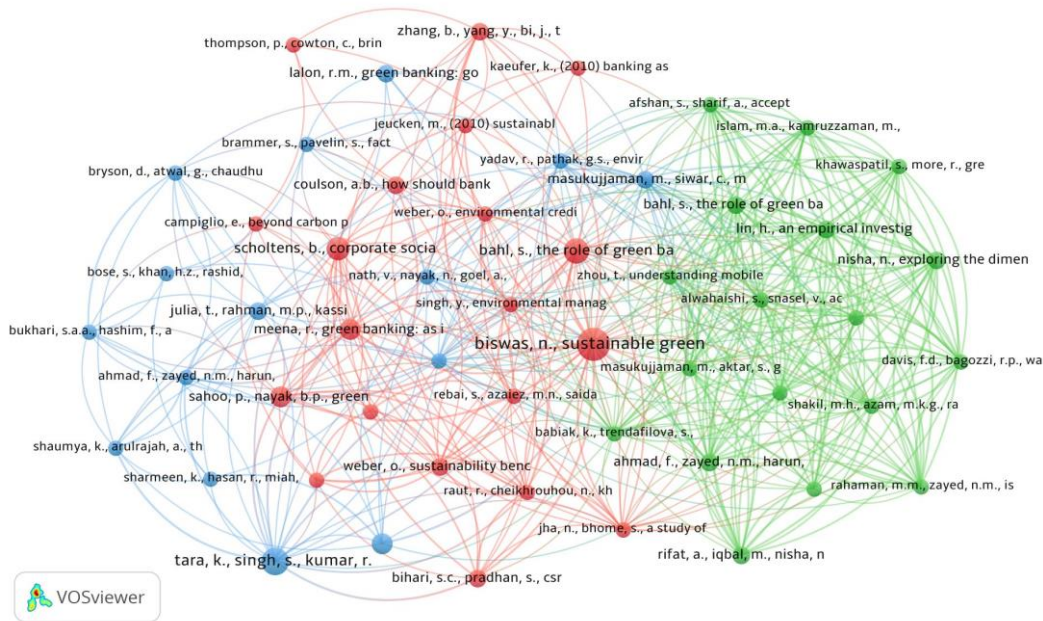 zhang, b., yang, y., bi, j., t
thompson, p., cowton, c., brin
kaeufer, k., (2010) banking as
lalon, r.m., green banking: go
afshan, s., sharif, a., accept
jeucken, m., (2010) sustainabl
islam, m.a., kamruzzaman, m.,
brammer, s., pavelin, s., fact
yadav, r., pathak, g.s., envir
khawaspatil, s., more, r., gre
bryson, d., atwal, g., chaudhu
coulson, a.b., how should bank
masukujjaman, m., siwar, c., m
bahl, s., the role of green ba
weber, o., environmental credi
campiglio, e., beyond carbon p
lin, h., an empirical investig
scholtens, b., corporate socia
bahl, s., the role of green ba
nisha, n., exploring the dimen
bose, s., khan, h.z., rashid,
nath, v., nayak, n., goel, a.,
zhou, t., understanding mobile
singh, y., environmental manag
alwahaishi, s., snasel, v., ac
julia, t., rahman, m.p., kassi
bukhari, s.a.a., hashim, f., a
meena, r., green banking: as i
biswas, n., sustainable green
davis, f.d., bagozzi, r.p., wa
masukujjaman, m., aktar, s., g
ahmad, f., zayed, n.m., harun,
sahoo, p., nayak, b.p., green
rebai, s., azaiez, m.n., saida
shakil, m.h., azam, m.k.g., ra
babiak, k., trendafilova, s.,
shaumya, k., arulrajah, a., th
weber, o., sustainability benc
ahmad, f., zayed, n.m., harun,
sharmeen, k., hasan, r., miah,
raut, r., cheikhrouhou, n., kh
rahaman, m.m., zayed, n.m., is
jha, n., bhome, s., a study of
rifat, a., iqbal, m., nisha, n
tara, k., singh, s., kumar, r.
bihari, s.c., pradhan, s., csr
VOSviewer